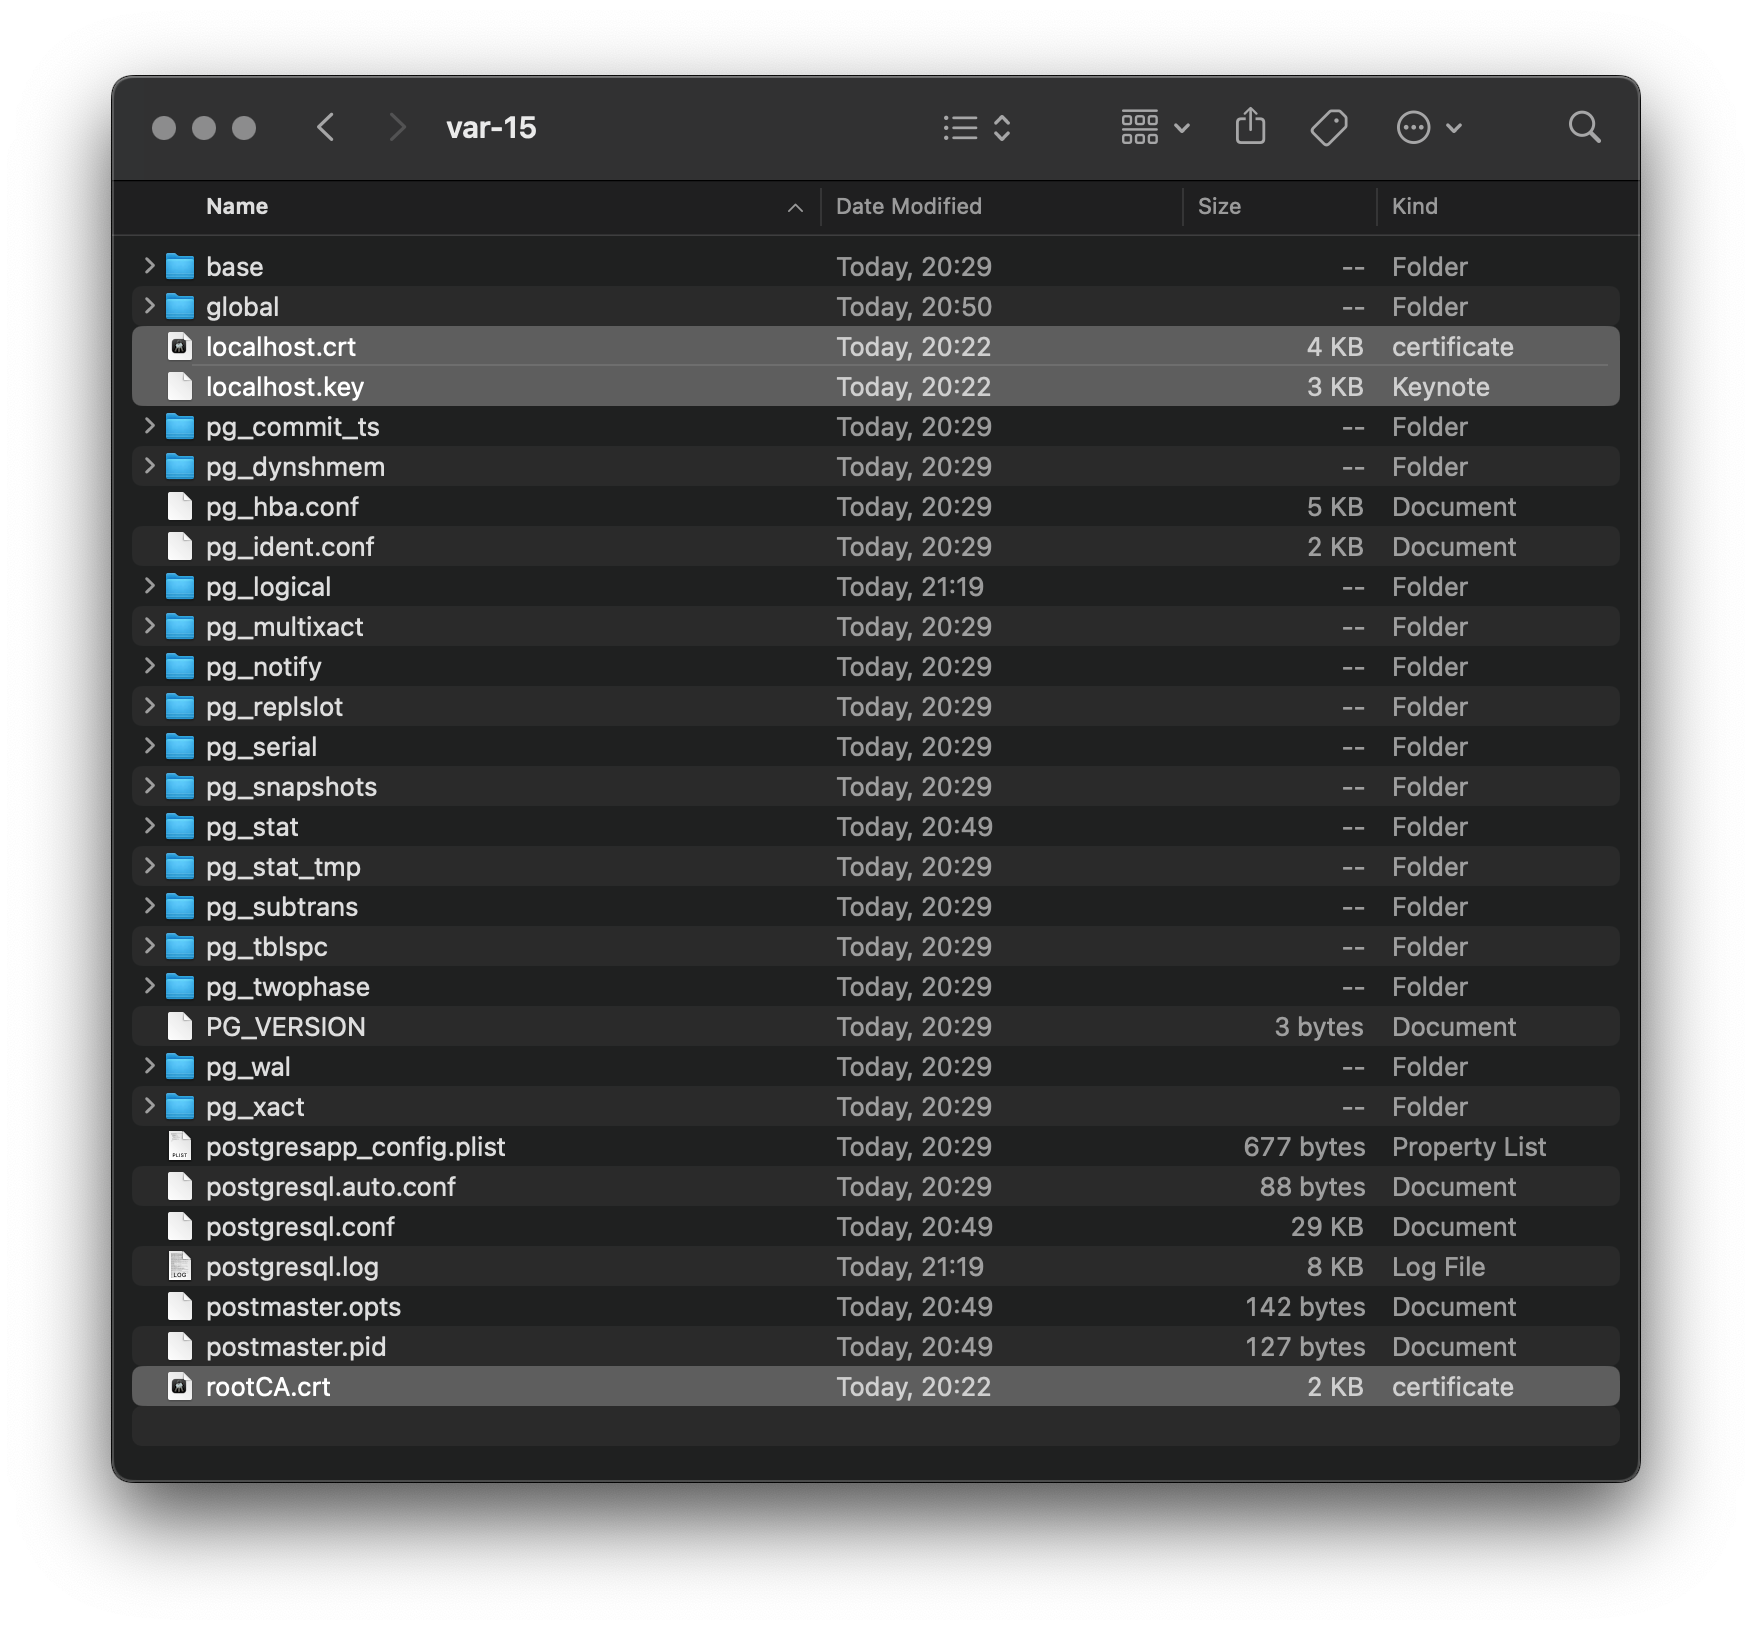 var-15
Name Date Modified Size Kind
base Today, 20:29 -- Folder
global Today, 20:50 -- Folder
localhost.crt Today, 20:22 4 KB certificate
localhost.key Today, 20:22 3 KB Keynote
pg_commit_ts Today, 20:29 -- Folder
pg_dynshmem Today, 20:29 -- Folder
pg_hba.conf Today, 20:29 5 KB Document
pg_ident.conf Today, 20:29 2 KB Document
pg_logical Today, 21:19 -- Folder
pg_multixact Today, 20:29 -- Folder
pg_notify Today, 20:29 -- Folder
pg_replslot Today, 20:29 -- Folder
pg_serial Today, 20:29 -- Folder
pg_snapshots Today, 20:29 -- Folder
pg_stat Today, 20:49 -- Folder
pg_stat_tmp Today, 20:29 -- Folder
pg_subtrans Today, 20:29 -- Folder
pg_tblspc Today, 20:29 -- Folder
pg_twophase Today, 20:29 -- Folder
PG_VERSION Today, 20:29 3 bytes Document
pg_wal Today, 20:29 -- Folder
pg_xact Today, 20:29 -- Folder
PLIST postgresapp_config.plist Today, 20:29 677 bytes Property List
postgresql.auto.conf Today, 20:29 88 bytes Document
postgresql.conf Today, 20:49 29 KB Document
LOG postgresql.log Today, 21:19 8 KB Log File
postmaster.opts Today, 20:49 142 bytes Document
postmaster.pid Today, 20:49 127 bytes Document
rootCA.crt Today, 20:22 2 KB certificate